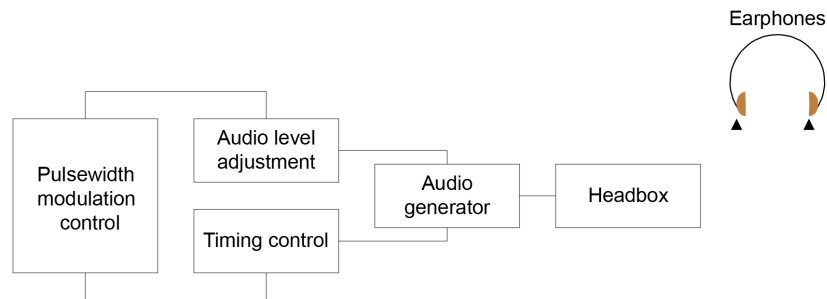 Earphones
Pulsewidth
modulation
control
Audio level
adjustment
Timing control
Audio
generator
Headbox